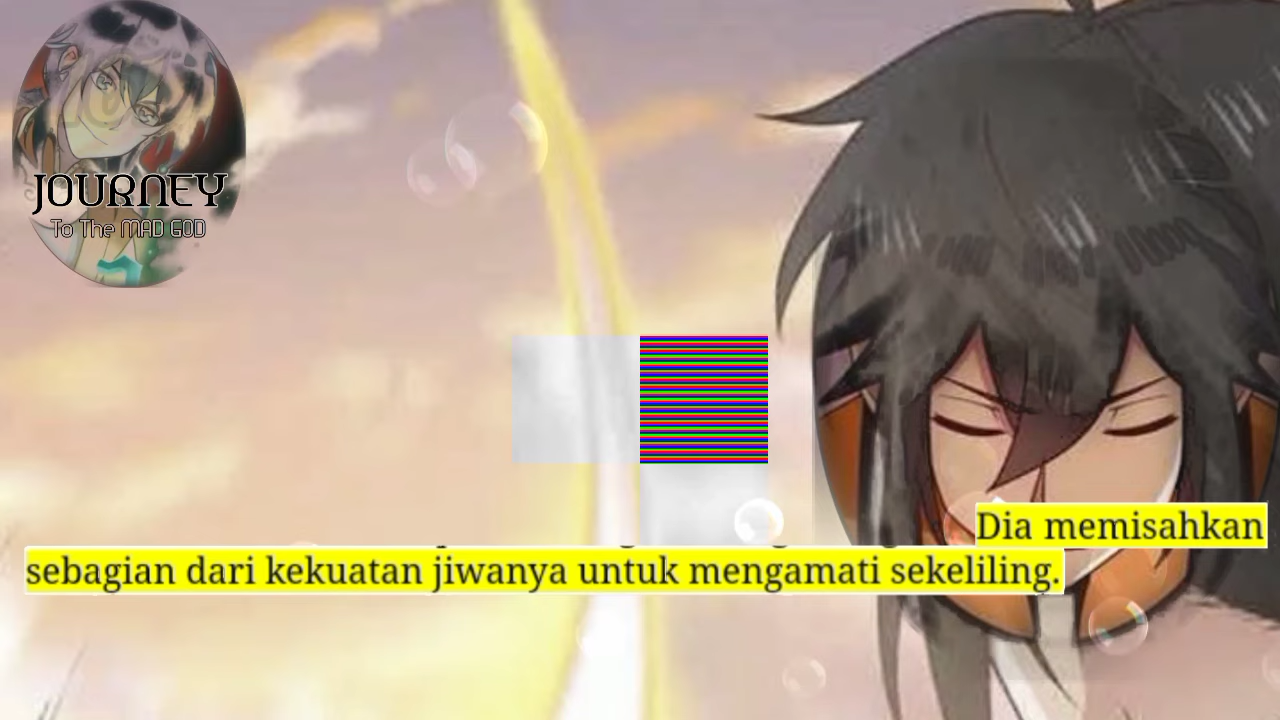 JOURNEY
To The MAD GOD
Dia memisahkan
sebagian dari kekuatan jiwanya untuk mengamati sekeliling.